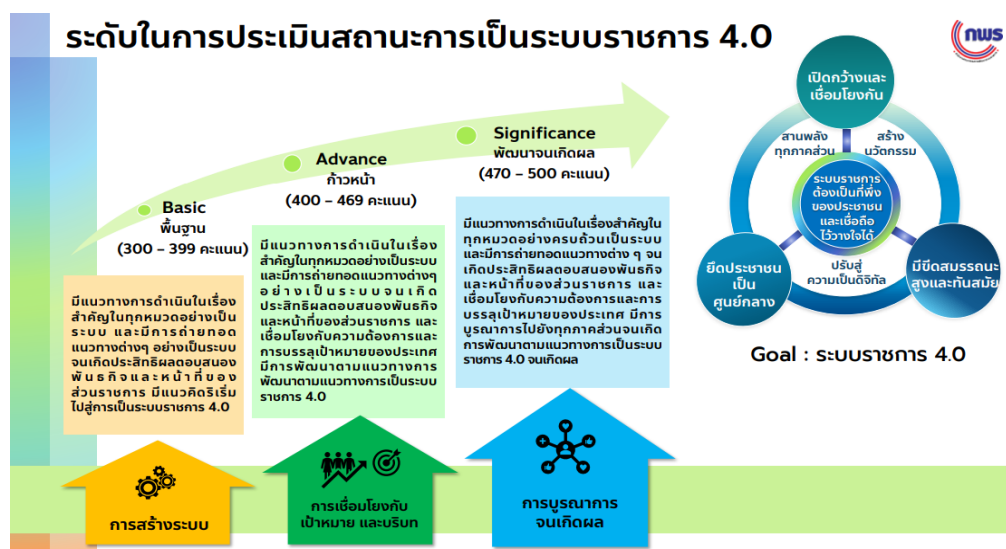 ระดับในการประเมินสถานะการเป็นระบบราชการ 4.0
กพร
Basic
พื้นฐาน
(300 – 399 คะแนน)
Advance
ก้าวหน้า
(400 – 469 คะแนน)
Significance
พัฒนาจนเกิดผล
(470 – 500 คะแนน)
มีแนวทางการดำเนินในเรื่อง
สำคัญในทุกหมวดอย่างเป็น
ระบบ และมีการถ่ายทอด
แนวทางต่างๆ อย่างเป็นระบบ
จนเกิดประสิทธิผลตอบสนอง
พันธกิจและหน้าที่ของ
ส่วนราชการ มีแนวคิดริเริ่ม
ไปสู่การเป็นระบบราชการ 4.0
มีแนวทางการดำเนินในเรื่อง
สำคัญในทุกหมวดอย่างเป็นระบบ
และมีการถ่ายทอดแนวทางต่างๆ
อย่างเป็นระบบจนเกิด
ประสิทธิผลตอบสนองพันธกิจ
และหน้าที่ของส่วนราชการ และ
เชื่อมโยงกับความต้องการและ
การบรรลุเป้าหมายของประเทศ
มีการพัฒนาตามแนวทางการ
พัฒนาตามแนวทางการเป็นระบบ
ราชการ 4.0
มีแนวทางการดำเนินในเรื่องสำคัญใน
ทุกหมวดอย่างครบถ้วนเป็นระบบ
และมีการถ่ายทอดแนวทางต่าง ๆ จน
เกิดประสิทธิผลตอบสนองพันธกิจ
และหน้าที่ของส่วนราชการ และ
เชื่อมโยงกับความต้องการและการ
บรรลุเป้าหมายของประเทศ มีการ
บูรณาการไปยังทุกภาคส่วนจนเกิด
การพัฒนาตามแนวทางการเป็นระบบ
ราชการ 4.0 จนเกิดผล
การสร้างระบบ
การเชื่อมโยงกับ
เป้าหมาย และบริบท
การบูรณาการ
จนเกิดผล
เปิดกว้างและ
เชื่อมโยงกัน
สานพลัง
ทุกภาคส่วน
สร้าง
นวัตกรรม
ระบบราชการ
ต้องเป็นที่พึ่ง
ของประชาชน
และเชื่อถือ
ไว้วางใจได้
ยึดประชาชน
เป็น
ศูนย์กลาง
ปรับสู่
ความเป็นดิจิทัล
มีขีดสมรรถนะ
สูงและทันสมัย
Goal : ระบบราชการ 4.0